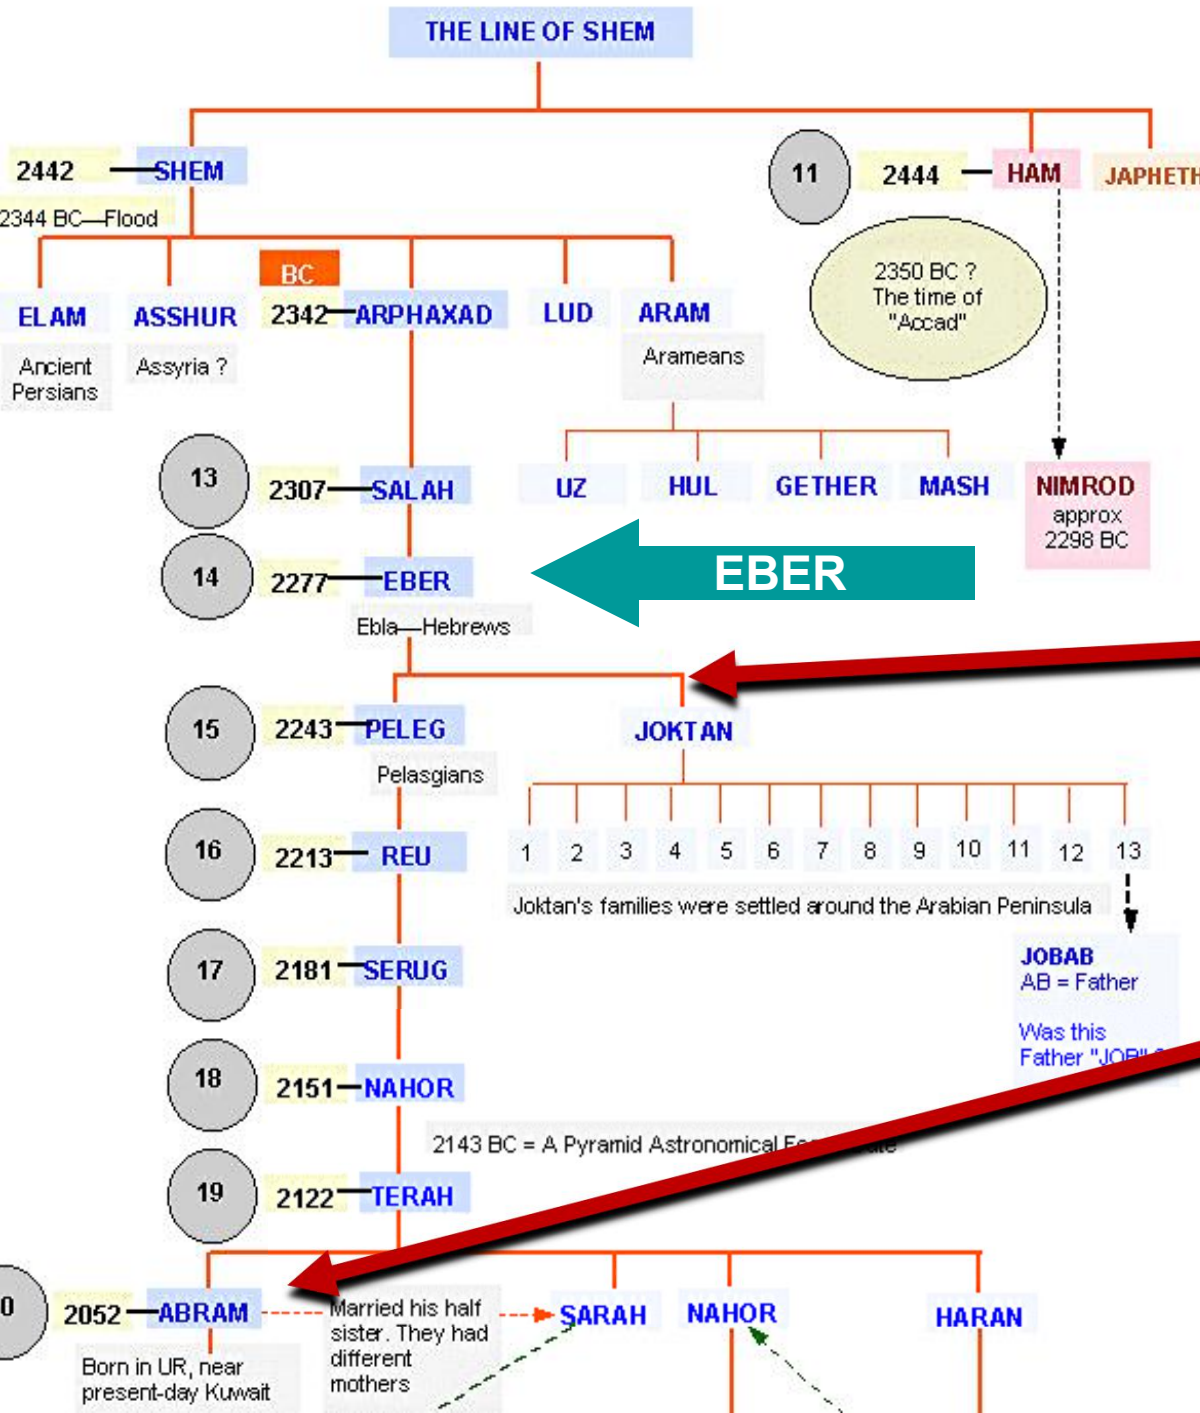 THE LINE OF SHEM
2442
SHEM
11
2444
HAM
JAPHETH
2344 BC—Flood
2350 BC ?
The time of
"Accad"
BC
ELAM
ASSHUR
2342
ARPHAXAD
LUD
ARAM
Ancient
Persians
Assyria ?
Arameans
13
2307
SALAH
UZ
HUL
GETHER
MASH
NIMROD
approx
2298 BC
14
2277
EBER
EBER
Ebla—Hebrews
15
2243
PELEG
JOKTAN
Pelasgians
16
2213
REU
1 2 3 4 5 6 7 8 9 10 11 12 13
Joktan's families were settled around the Arabian Peninsula
17
2181
SERUG
JOBAB
AB = Father
Was this
Father "JOB" ?
18
2151
NAHOR
2143 BC = A Pyramid Astronomical
19
2122
TERAH
0
2052
ABRAM
Married his half
sister. They had
different
mothers
SARAH
NAHOR
HARAN
Born in UR, near
present-day Kuwait